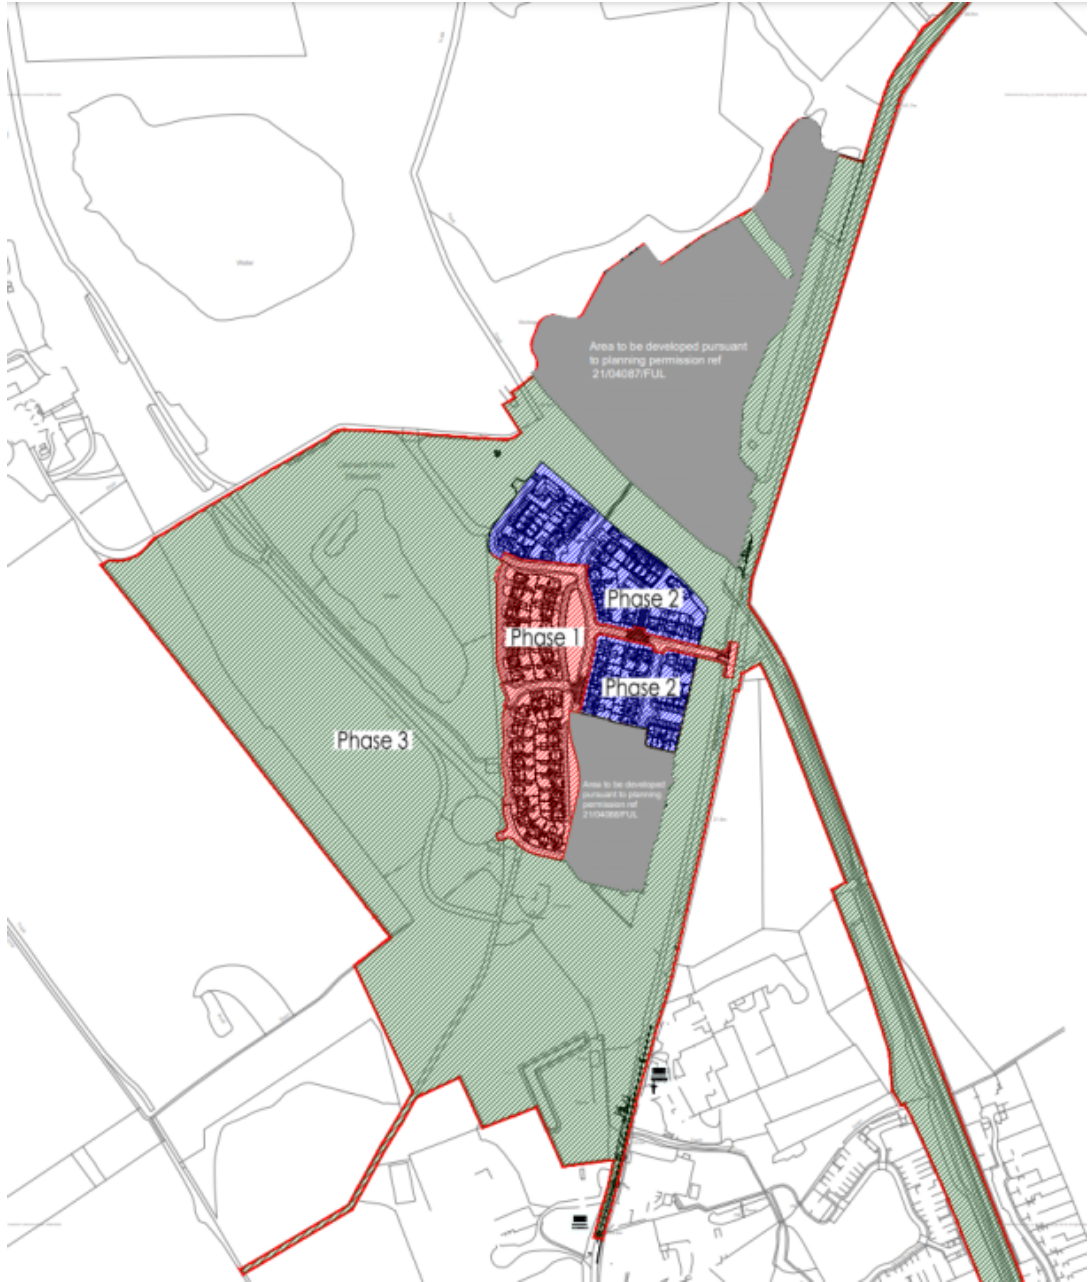 Water
Area to be developed pursuant
to planning permission ref
21/04087/FUL
Phase 2
Phase 1
Phase 2
Phase 3
Area to be developed
pursuant to planning
permission ref
21/04088/FUL